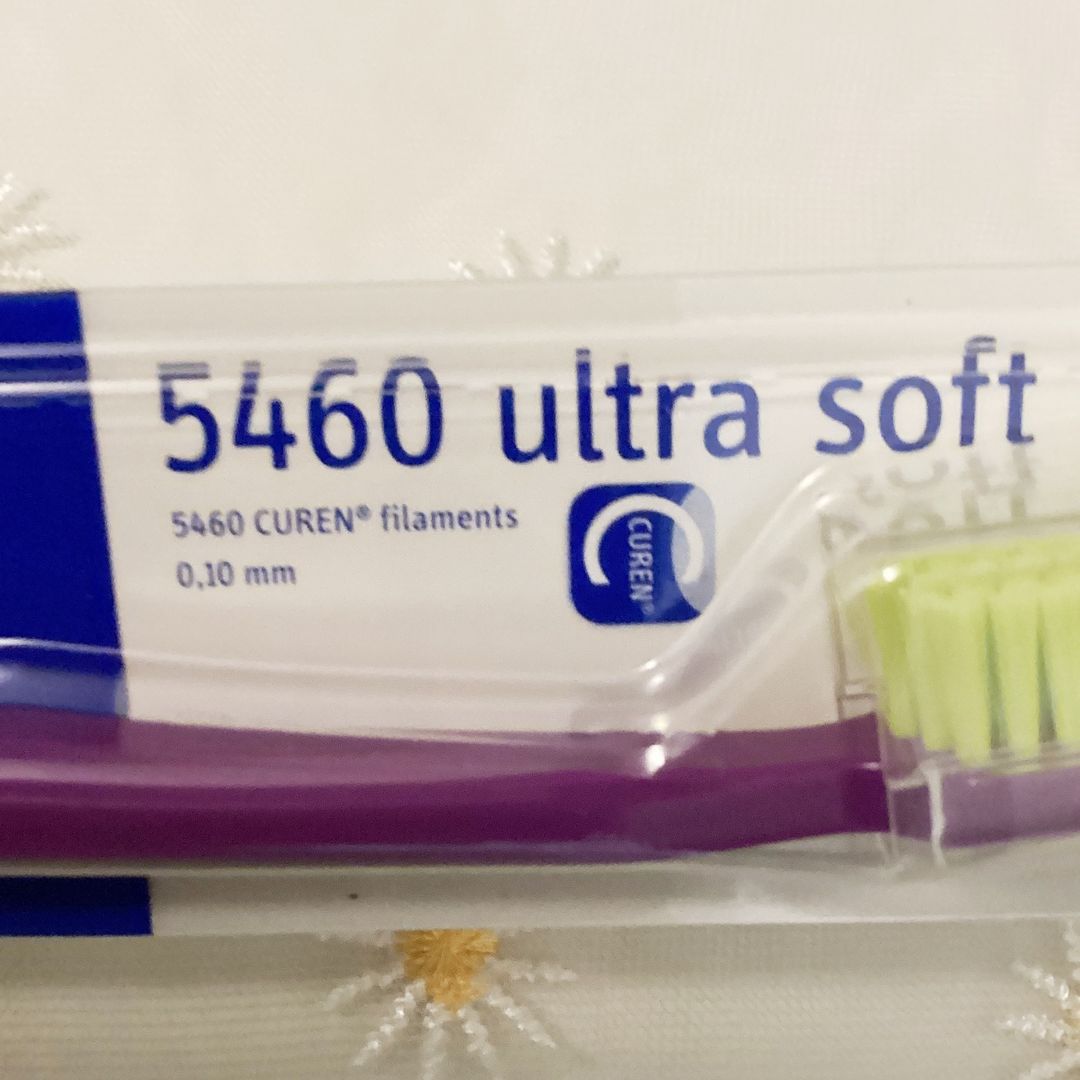 5460 ultra soft
5460 CUREN® filaments
0,10 mm
CUREN®